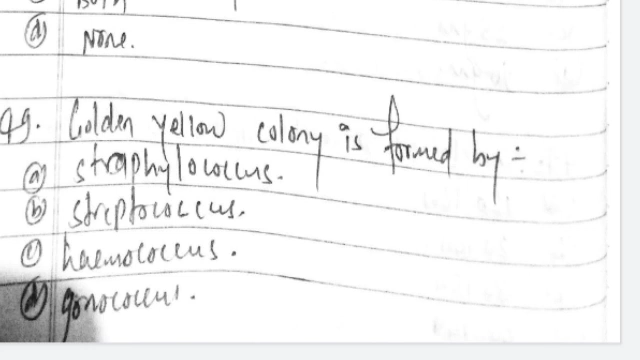 (d) None.
49. Golden yellow colony is formed by :-
(a) straphylococcus.
(b) streptococcus.
(c) haemococcus.
(d) gonococcus.